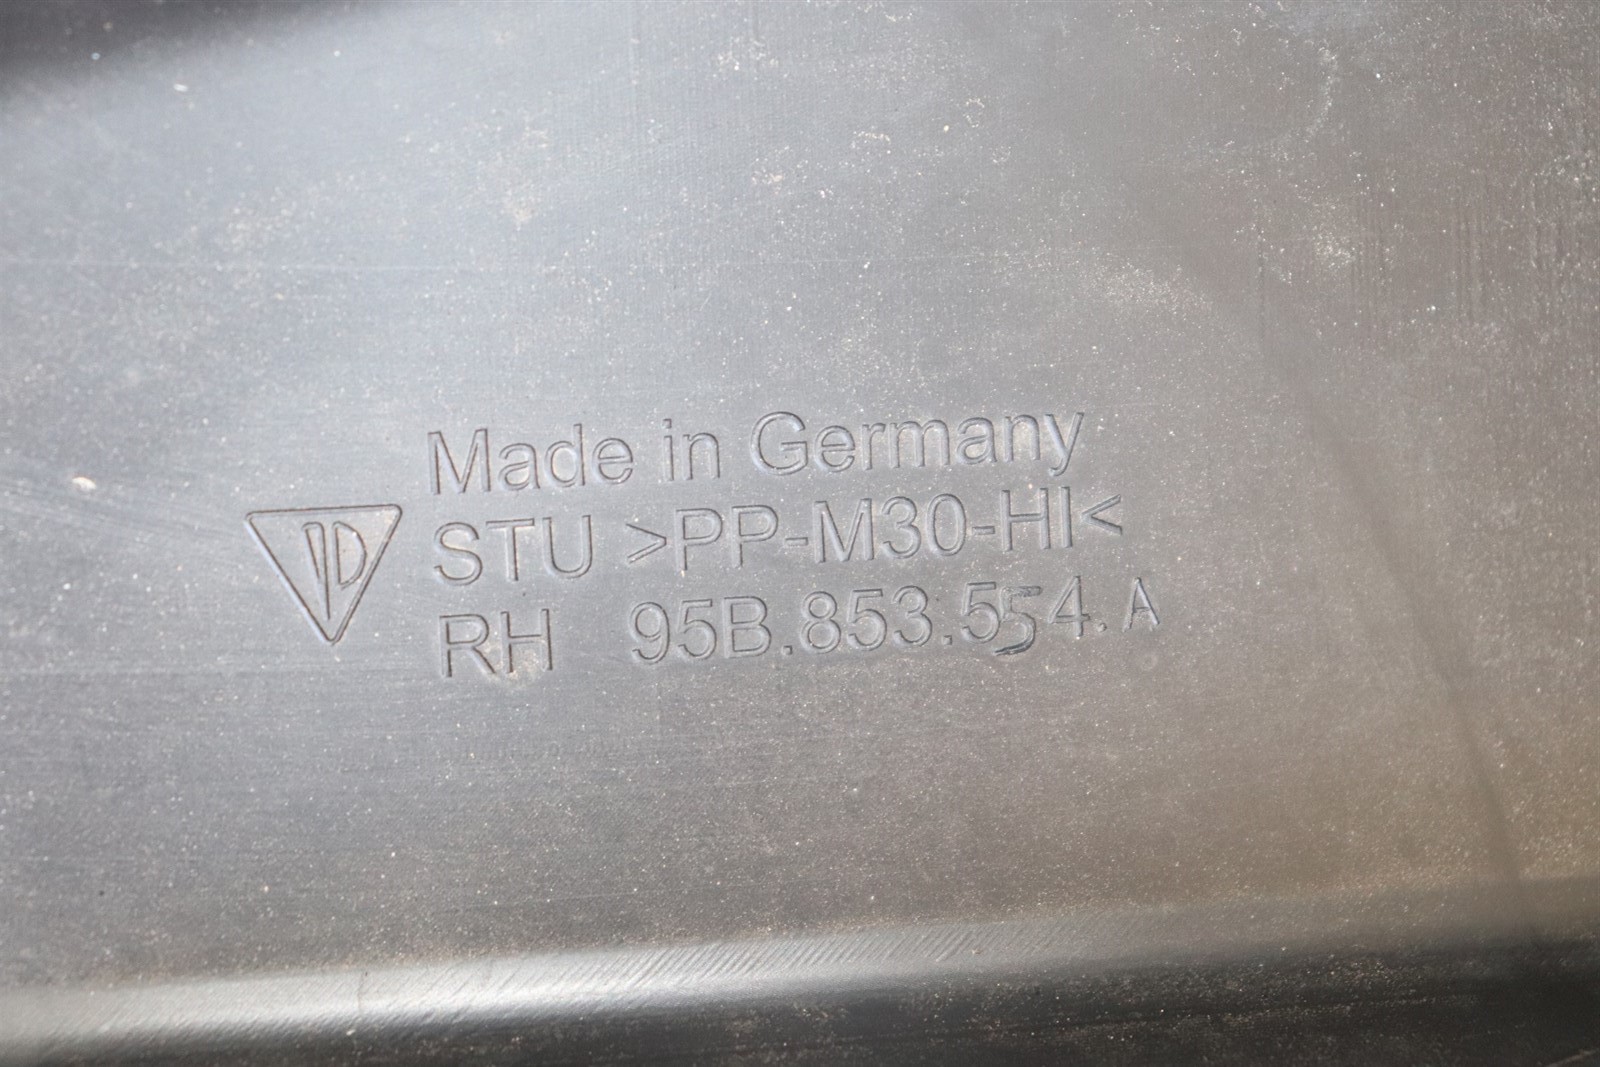 Made in Germany
STU >PP-M30-HI<
RH 95B.853.554.A